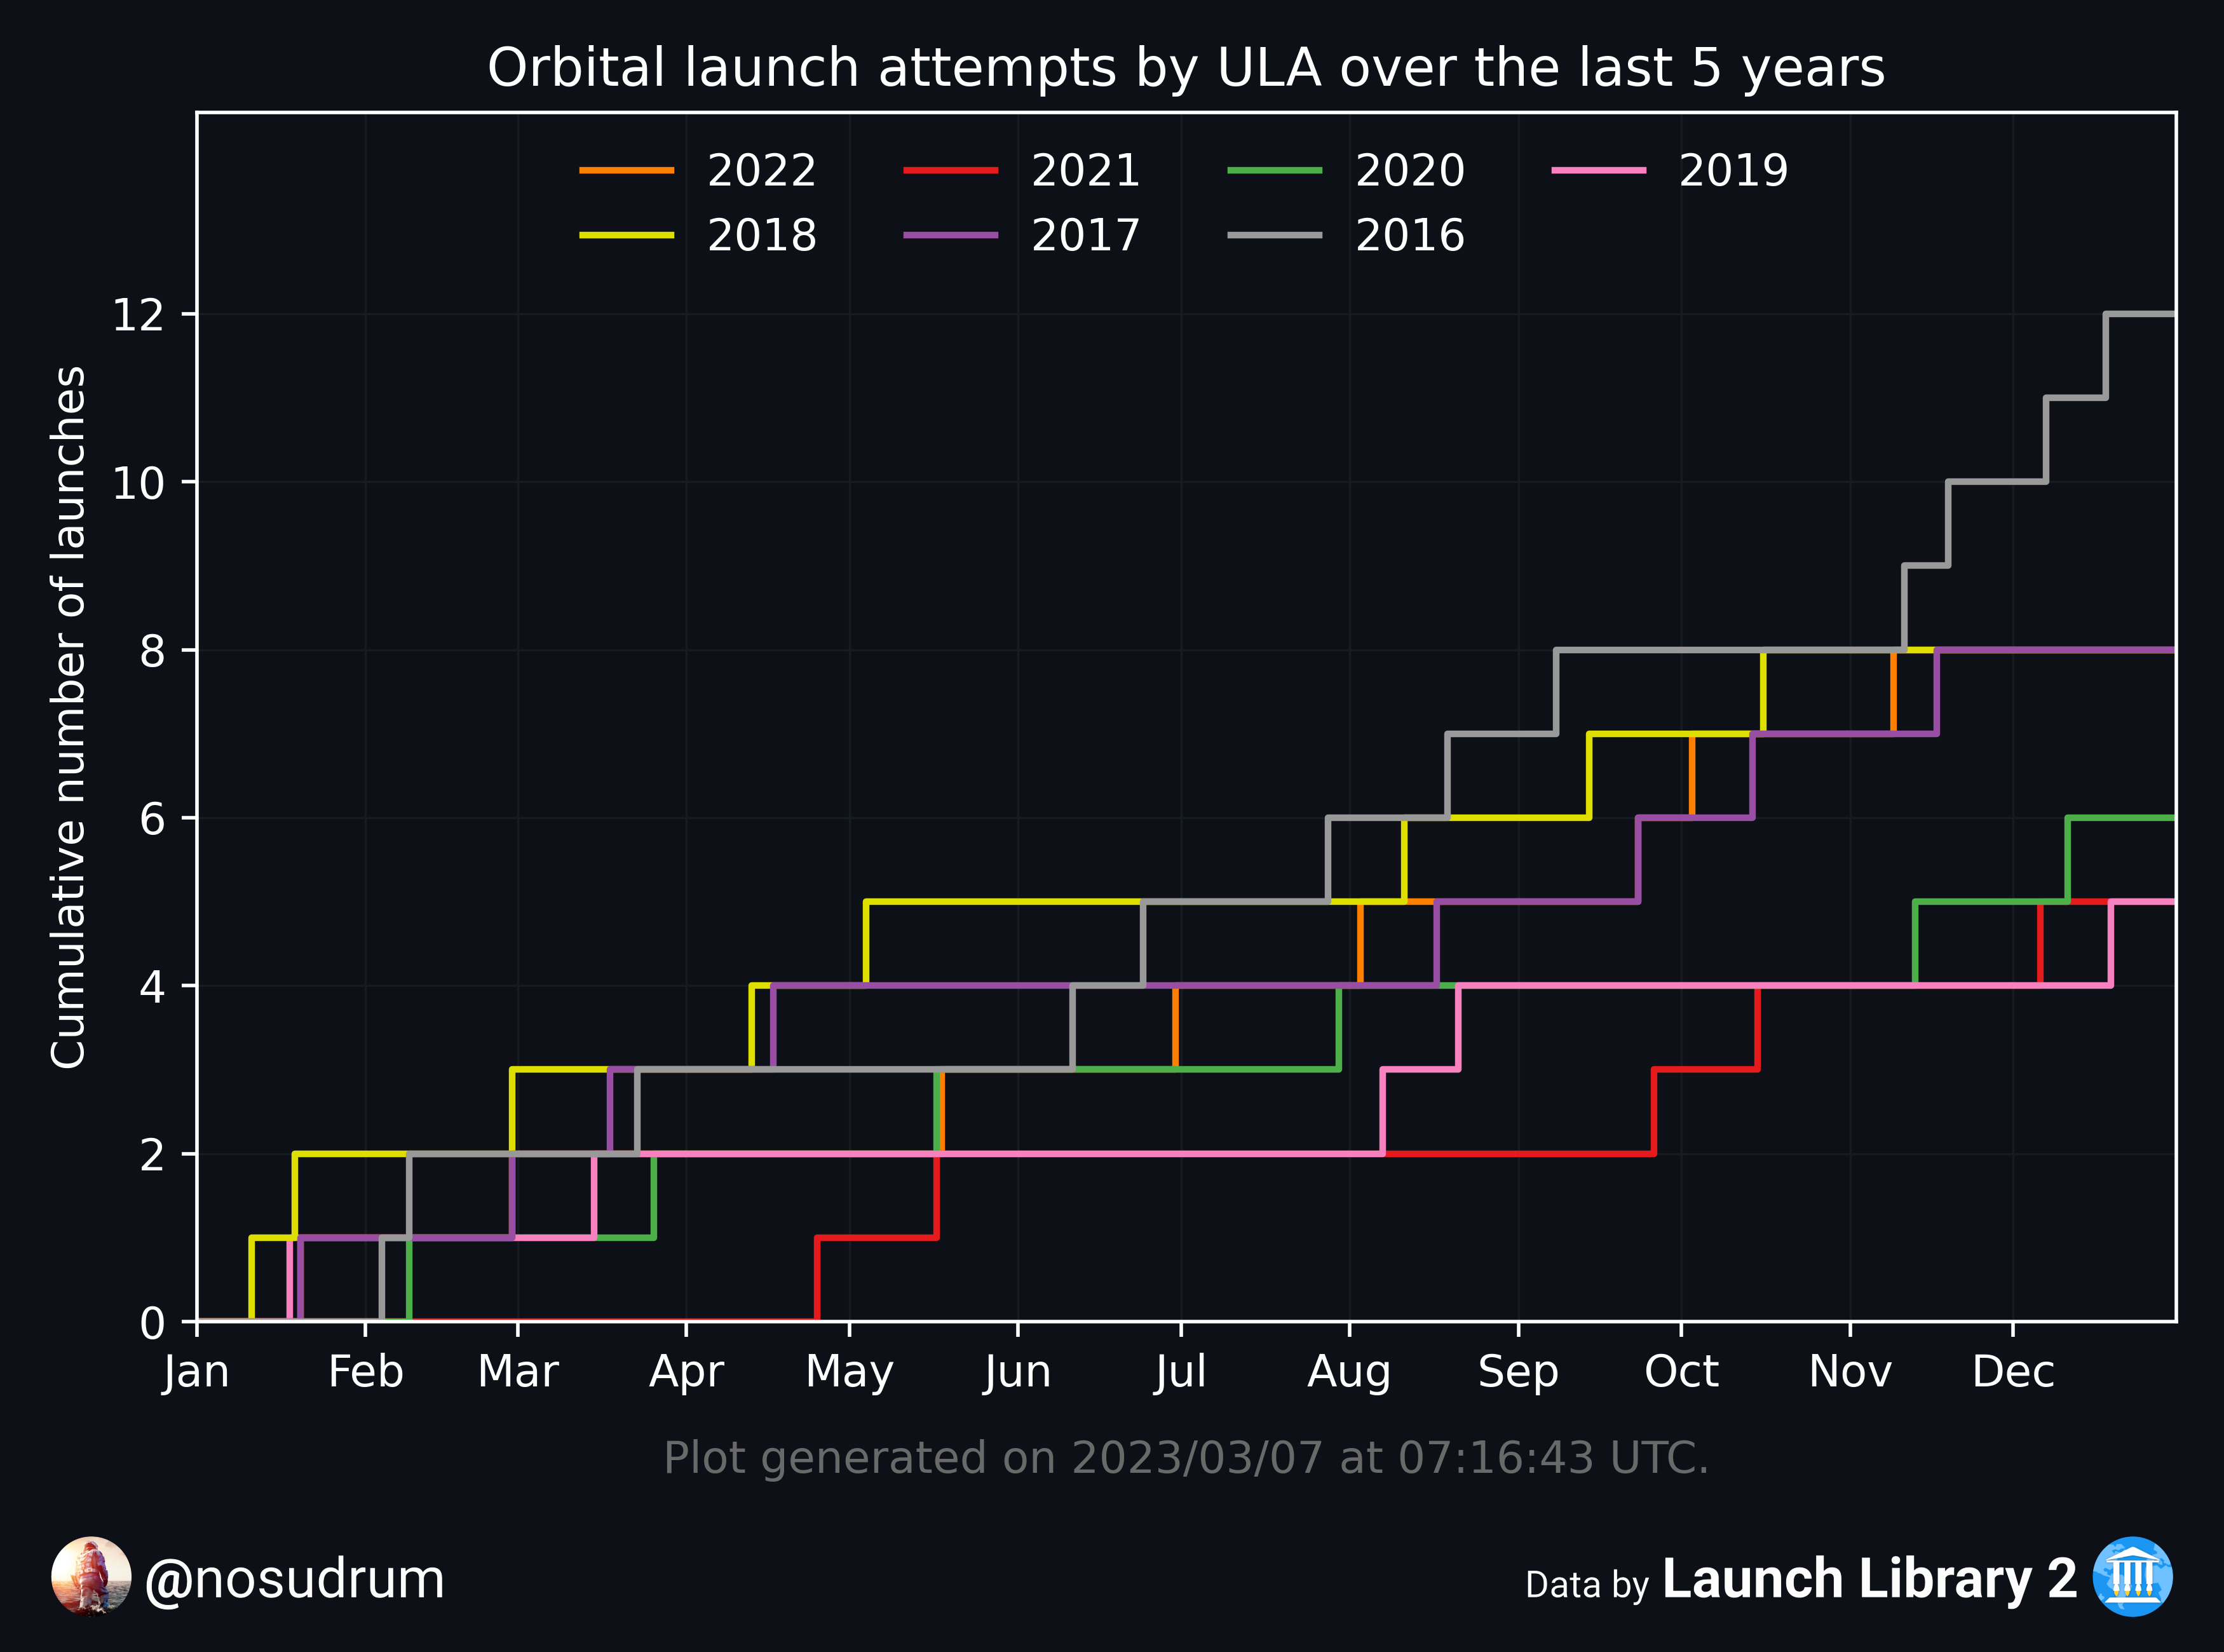 Orbital launch attempts by ULA over the last 5 years
2022 2021 2020 2019
2018 2017 2016
Cumulative number of launches
12
10
8
6
4
2
0
Jan Feb Mar Apr May Jun Jul Aug Sep Oct Nov Dec
Plot generated on 2023/03/07 at 07:16:43 UTC.
@nosudrum
Data by Launch Library 2